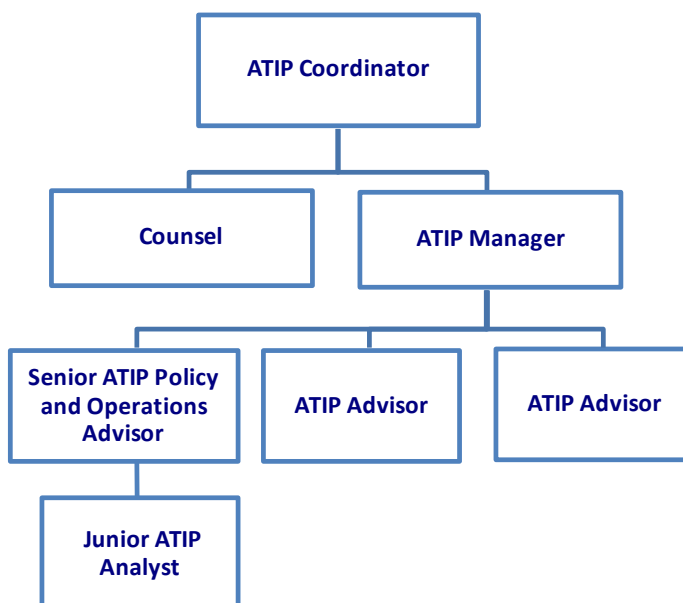 ATIP Coordinator
Counsel
ATIP Manager
Senior ATIP Policy
and Operations
Advisor
ATIP Advisor
ATIP Advisor
Junior ATIP
Analyst